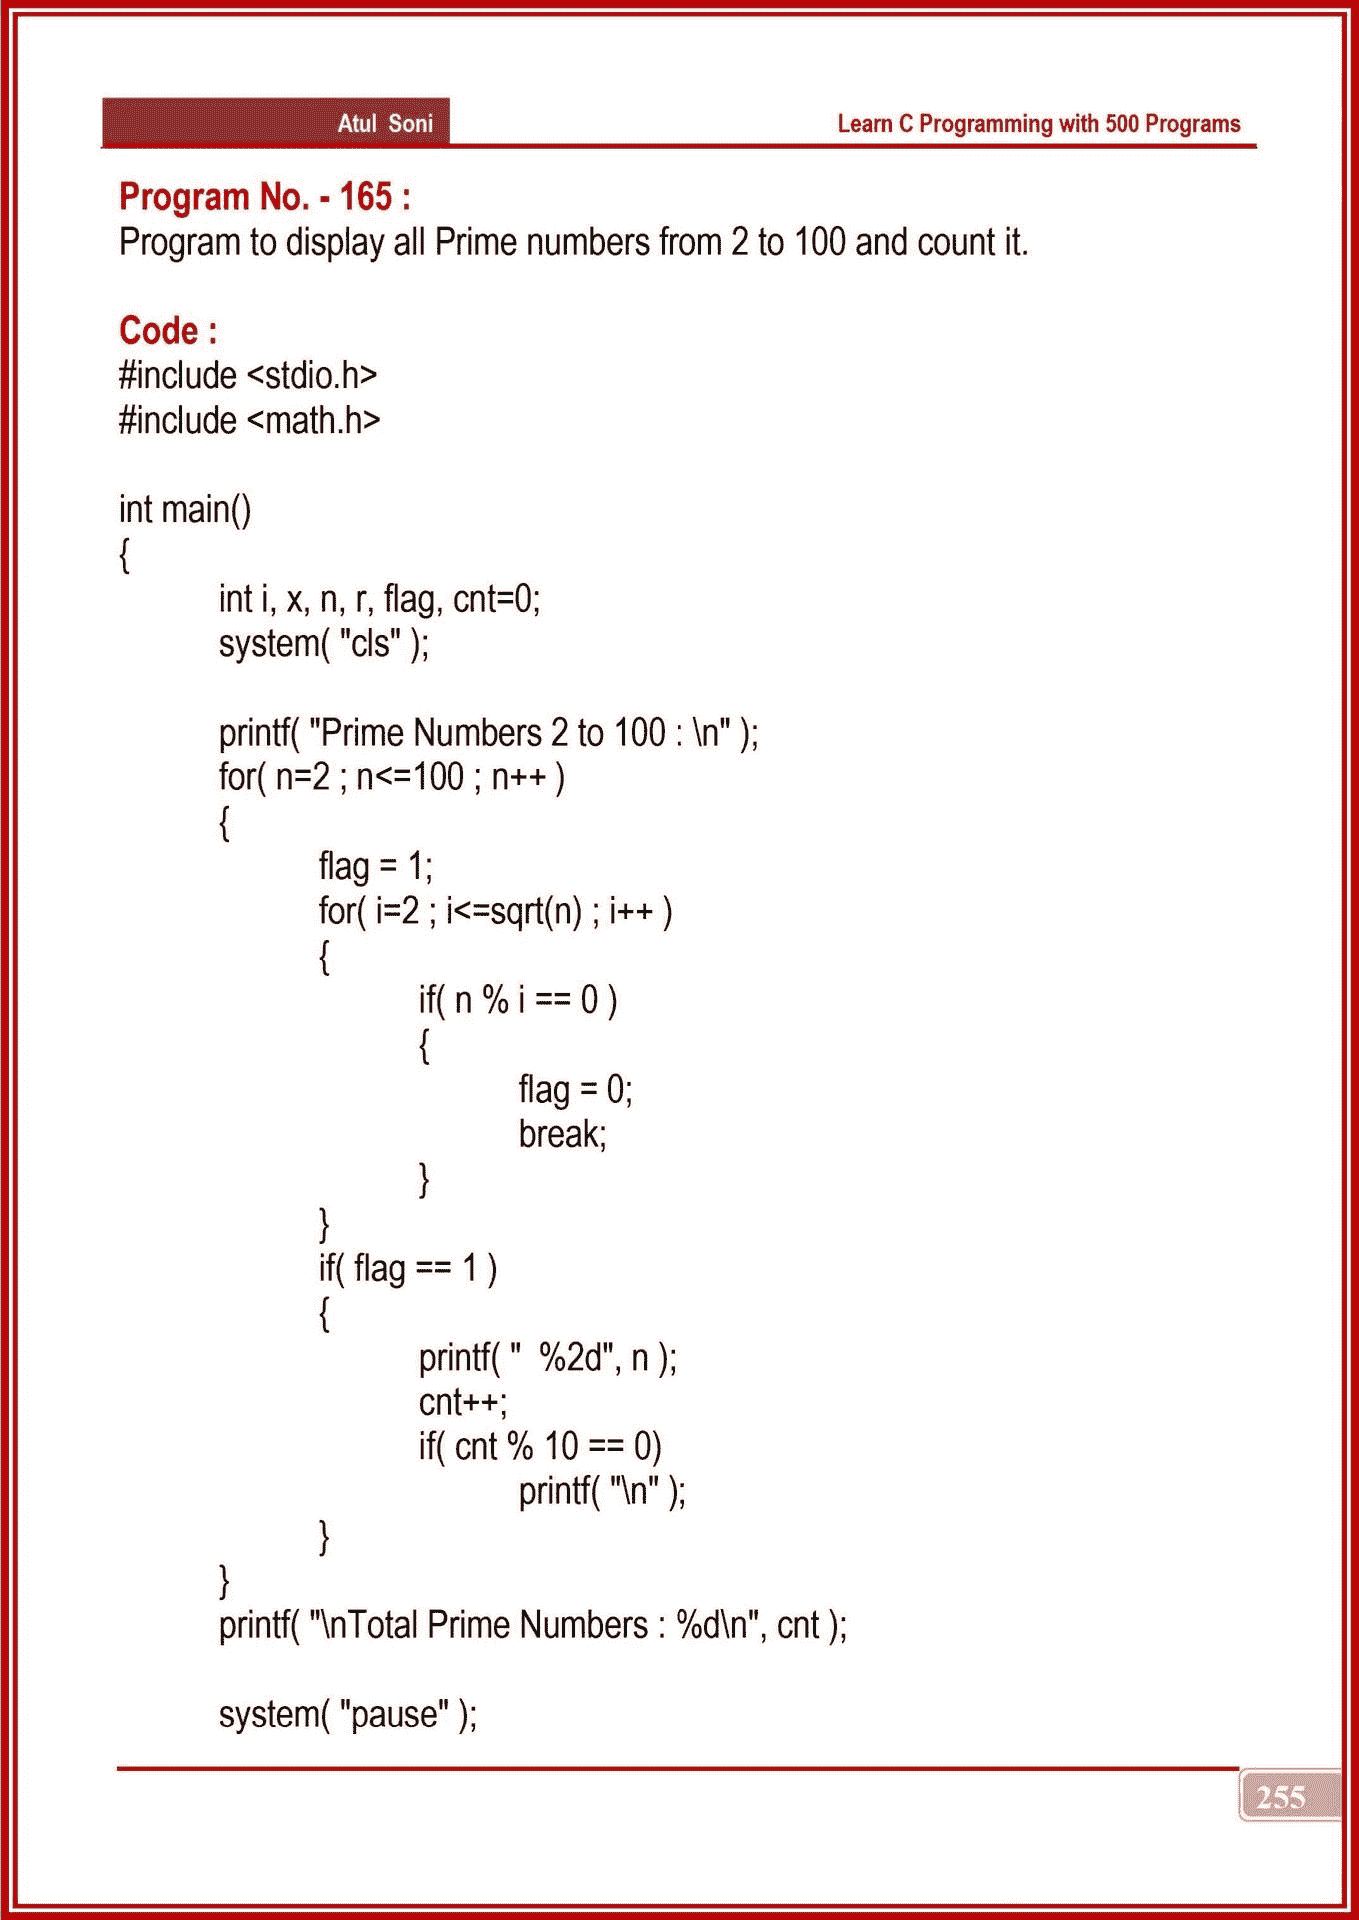 Atul Soni
Learn C Programming with 500 Programs
Program No. - 165 :
Program to display all Prime numbers from 2 to 100 and count it.
Code :
#include <stdio.h>
#include <math.h>
int main()
{
int i, x, n, r, flag, cnt=0;
system( "cls" );
printf( "Prime Numbers 2 to 100 : \n" );
for( n=2 ; n<=100 ; n++ )
{
flag = 1;
for( i=2 ; i<=sqrt(n) ; i++ )
{
if( n % i == 0 )
{
flag = 0;
break;
}
}
if( flag == 1 )
{
printf( "  %2d", n );
cnt++;
if( cnt % 10 == 0)
printf( "\n" );
}
}
printf( "\nTotal Prime Numbers : %d\n", cnt );
system( "pause" );
255